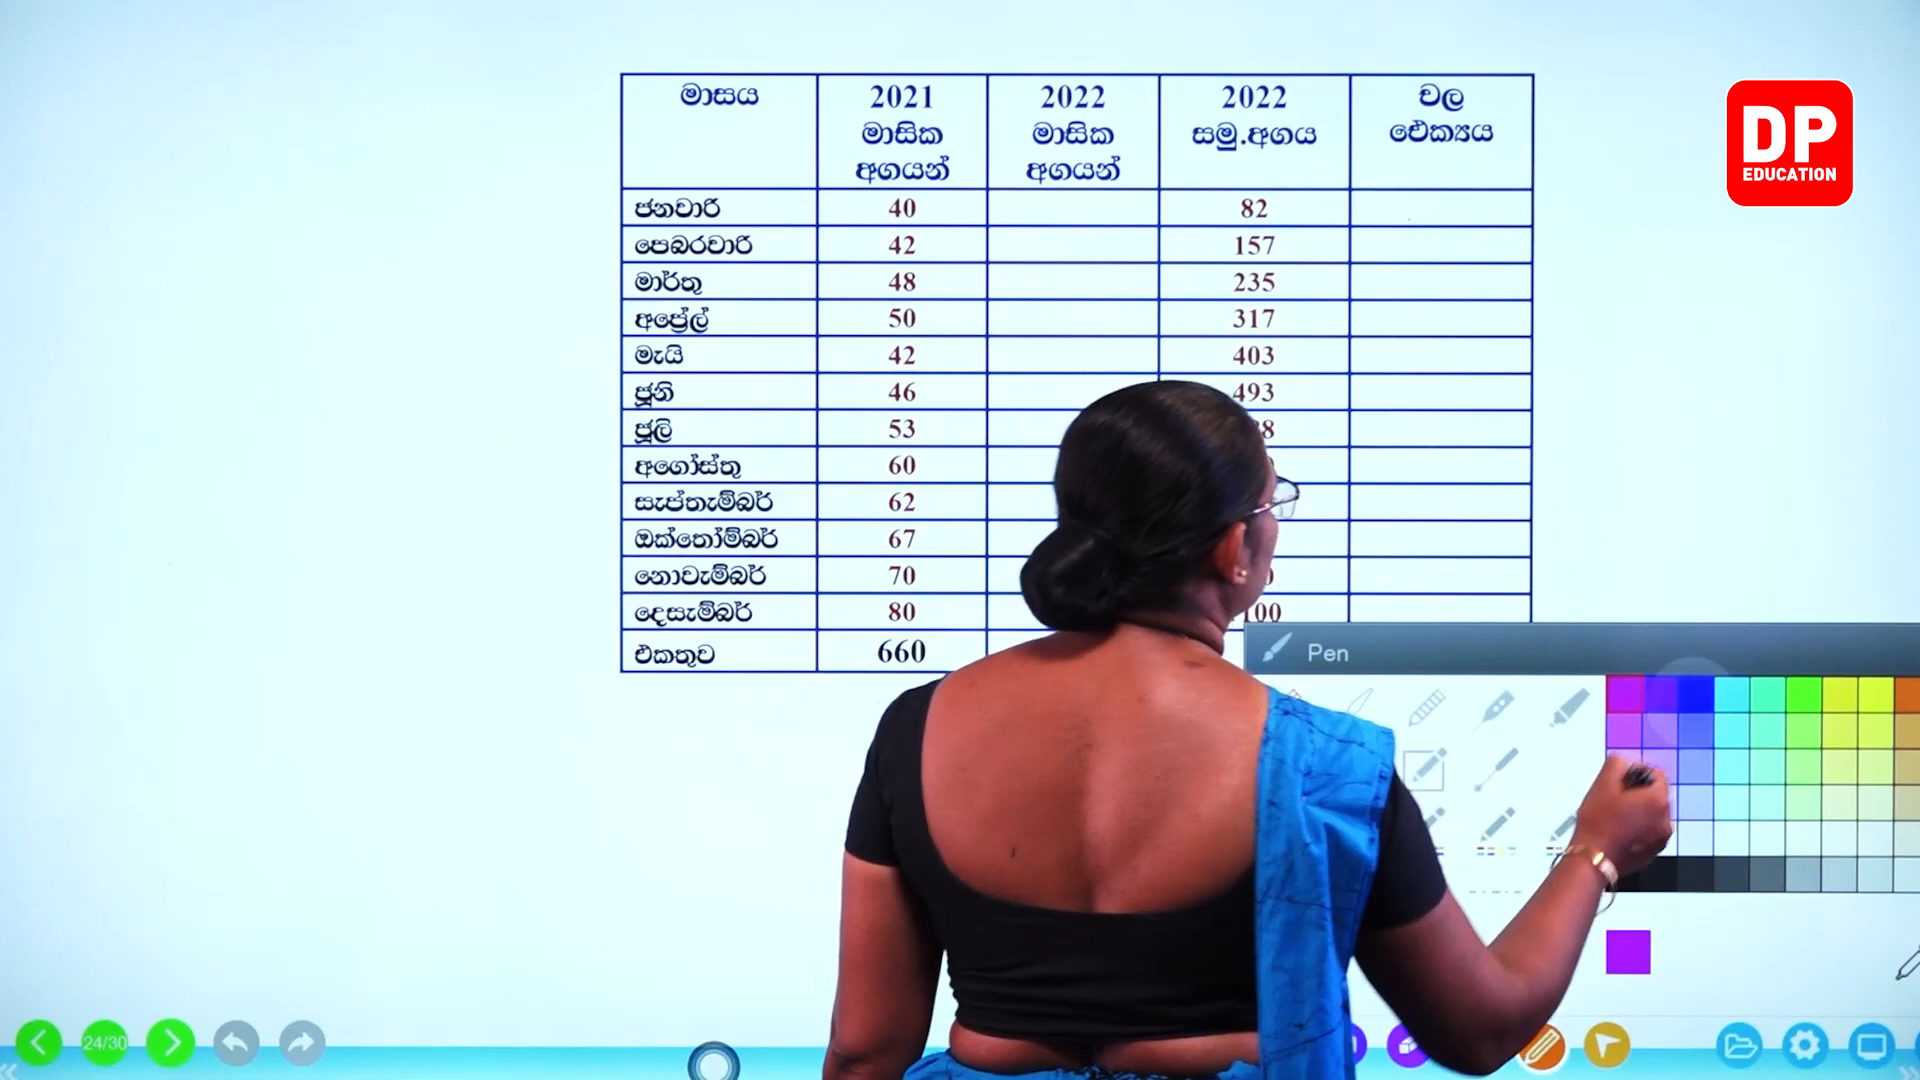 මාසය 2021 මාසික අගයන් 2022 මාසික අගයන් 2022 සමු.අගය චල ඓක්‍යය
ජනවාරි 40 82
පෙබරවාරි 42 157
මාර්තු 48 235
අප්‍රේල් 50 317
මැයි 42 403
ජූනි 46 493
ජූලි 53
අගෝස්තු 60
සැප්තැම්බර් 62
ඔක්තෝම්බර් 67
නොවැම්බර් 70
දෙසැම්බර් 80
එකතුව 660
DP
EDUCATION
Pen
24/30